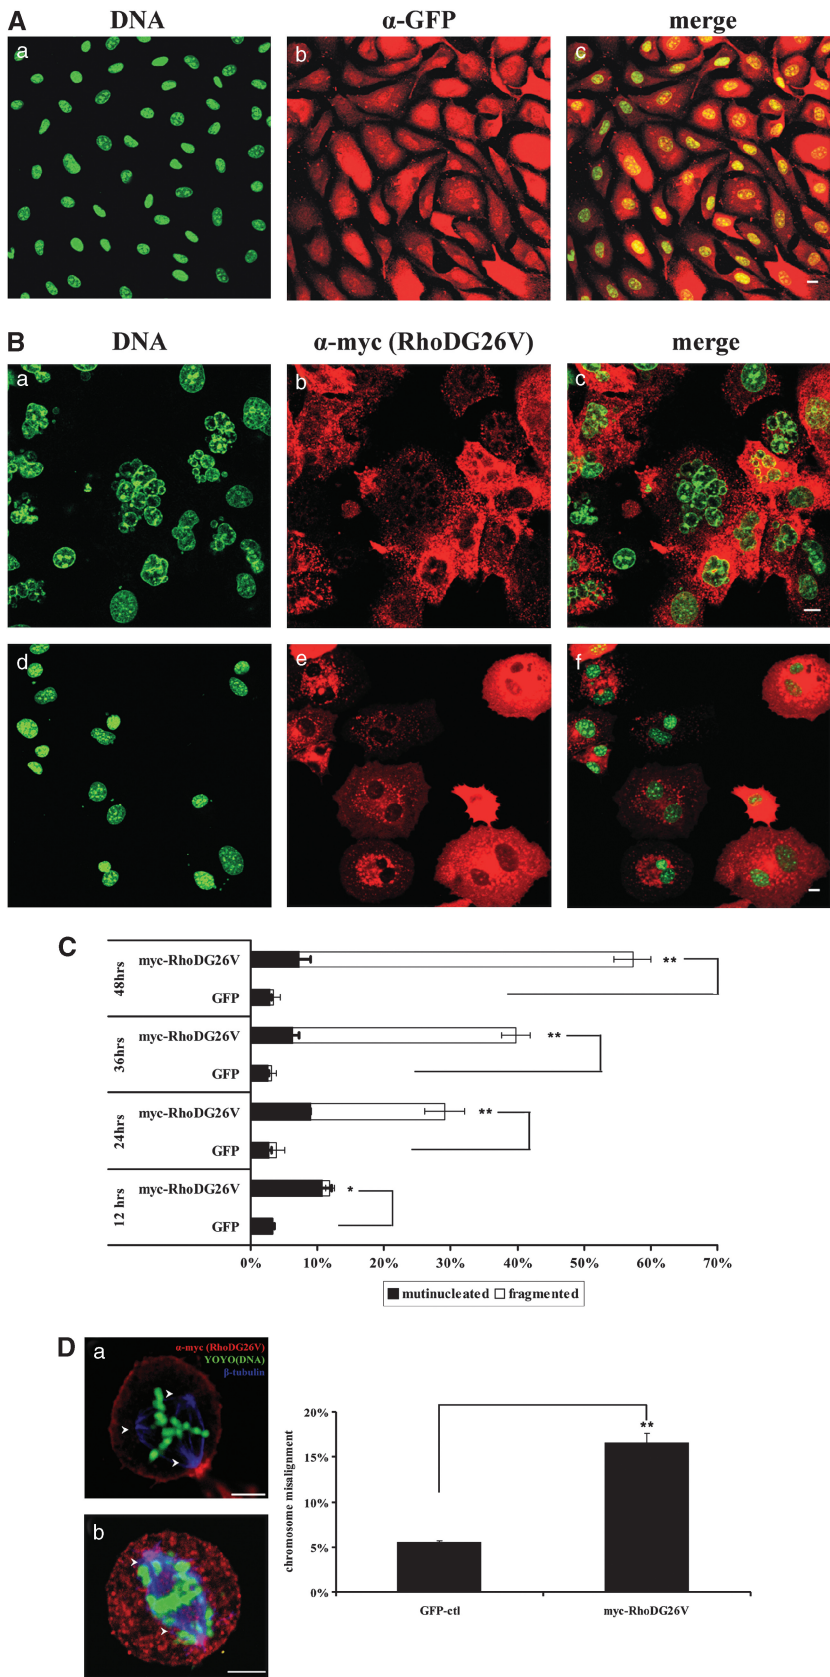 A DNA α-GFP merge
a b c
B DNA α-myc (RhoDG26V) merge
a b c
d e f
C
48hrs myc-RhoDG26V **
GFP
36hrs myc-RhoDG26V **
GFP
24hrs myc-RhoDG26V **
GFP
12 hrs myc-RhoDG26V *
GFP
0% 10% 20% 30% 40% 50% 60% 70%
mutinucleated fragmented
D
a
α-myc (RhoDG26V)
YOYO(DNA)
β-tubulin
b
chromosome misalignment
20%
15%
10%
5%
0%
**
GFP-ctl myc-RhoDG26V